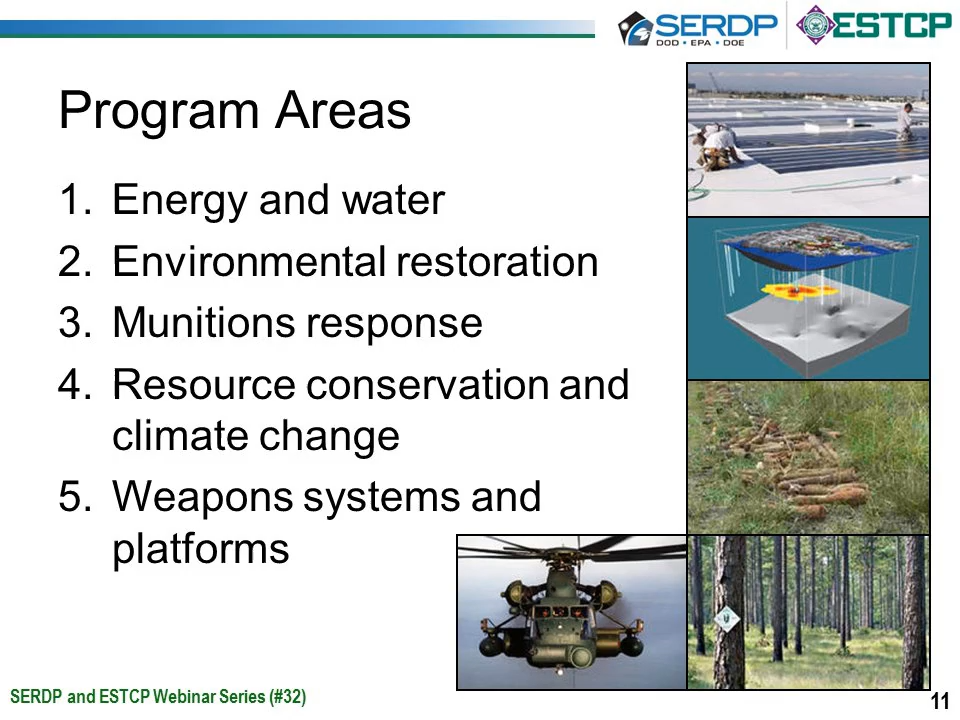 SERDP
DOD • EPA • DOE
ESTCP
Program Areas
1. Energy and water
2. Environmental restoration
3. Munitions response
4. Resource conservation and
climate change
5. Weapons systems and
platforms
SERDP and ESTCP Webinar Series (#32)
11